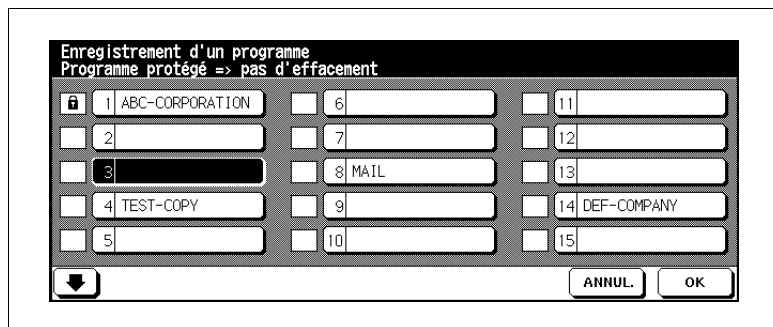 Enregistrement d'un programme
Programme protégé => pas d'effacement
1 ABC-CORPORATION
2
3
4 TEST-COPY
5
6
7
8 MAIL
9
10
11
12
13
14 DEF-COMPANY
15
ANNUL.
OK